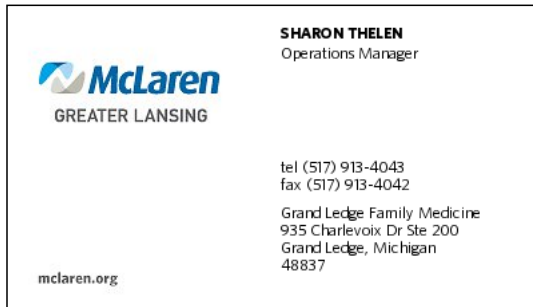 McLaren
GREATER LANSING
SHARON THELEN
Operations Manager
tel (517) 913-4043
fax (517) 913-4042
Grand Ledge Family Medicine
935 Charlevoix Dr Ste 200
Grand Ledge, Michigan
48837
mclaren.org